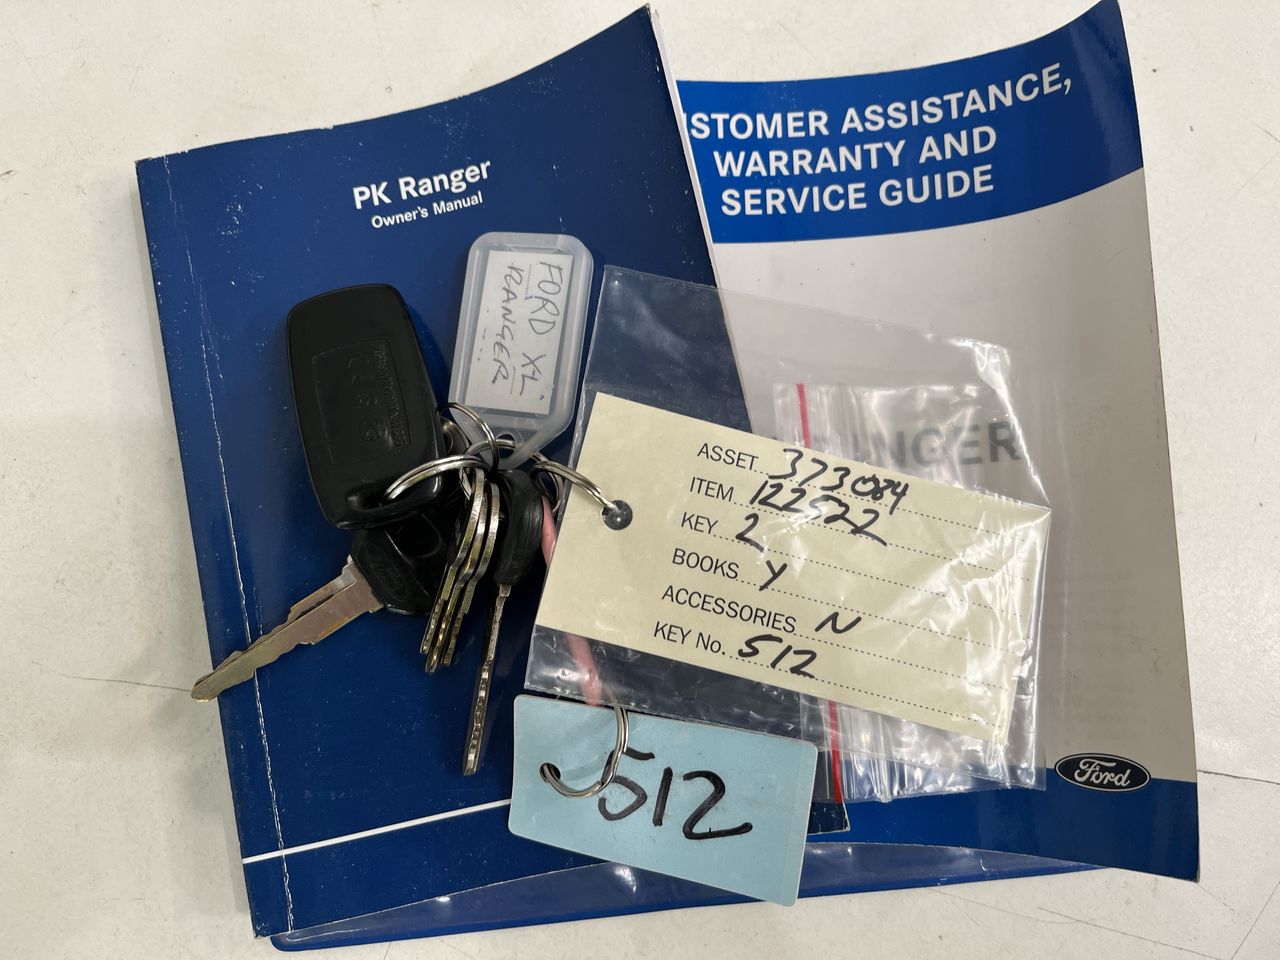 PK Ranger
Owner's Manual
STOMER ASSISTANCE,
WARRANTY AND
SERVICE GUIDE
FORD XL
RANGER
ANGER
ASSET 373084
ITEM 122522
KEY 2
BOOKS Y
ACCESSORIES N
KEY No. 512
512
Ford